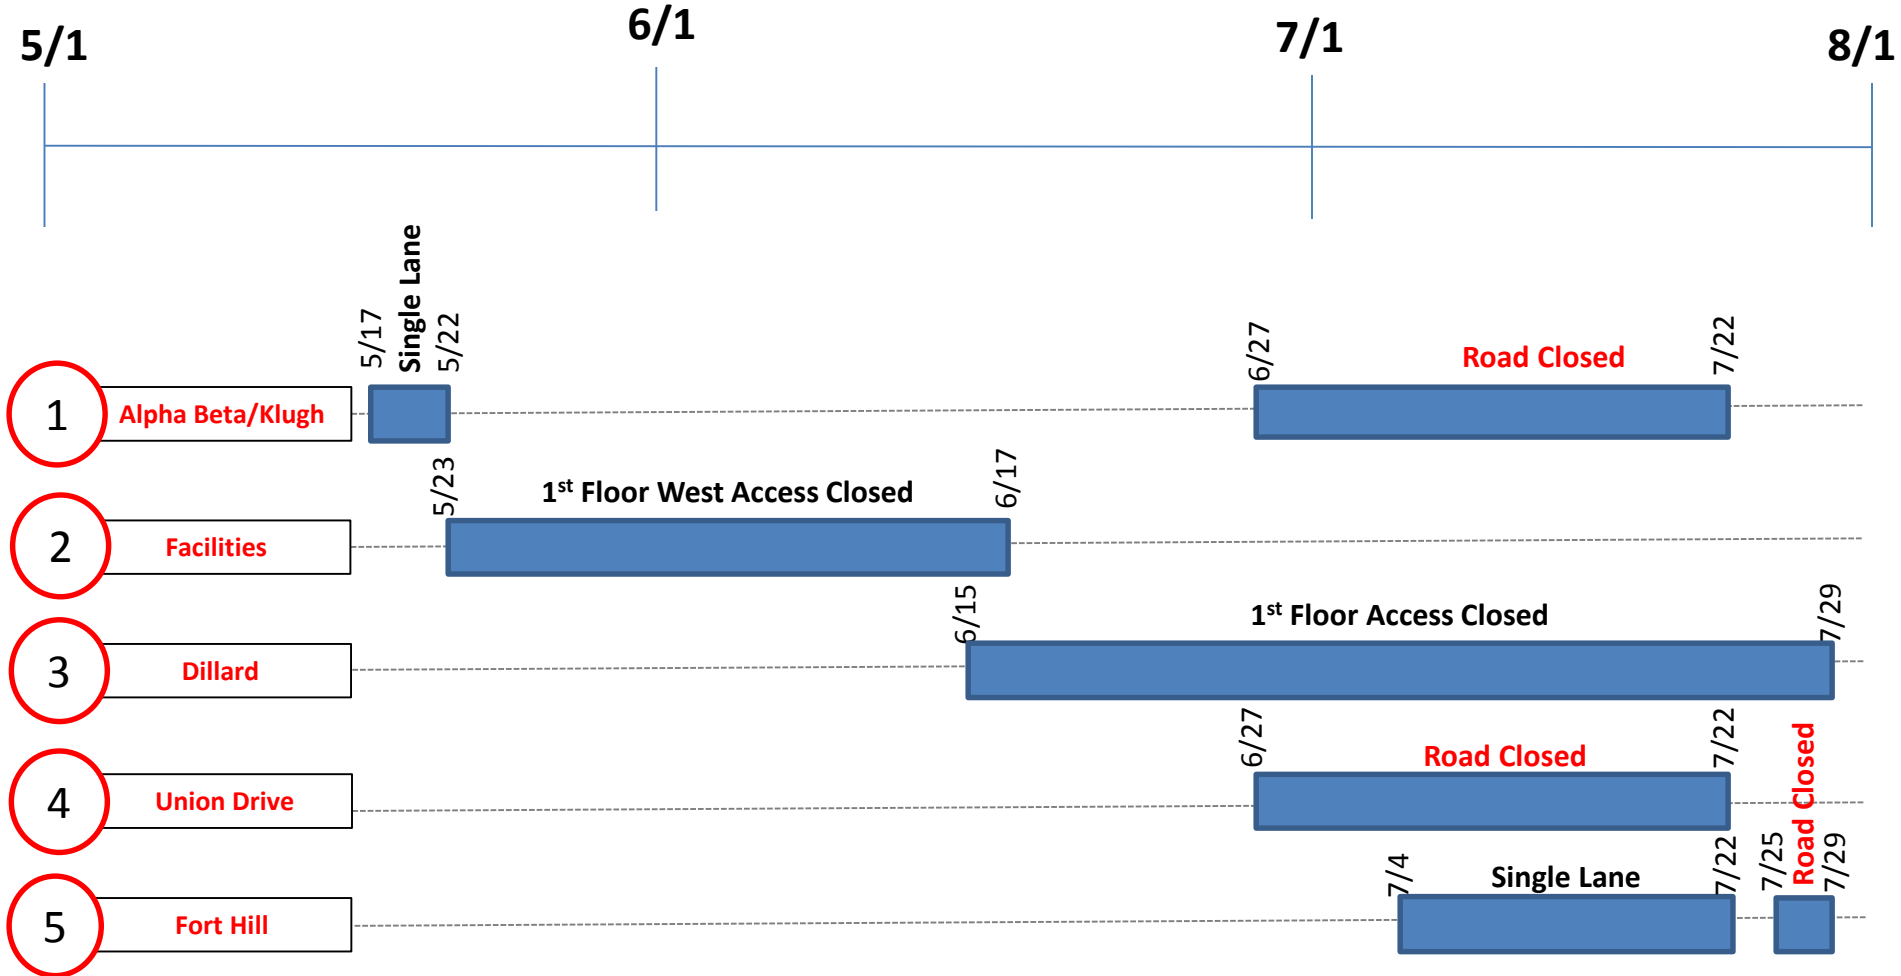 5/1
6/1
7/1
8/1
5/17
Single Lane
5/22
6/27
Road Closed
7/22
1
Alpha Beta/Klugh
5/23
1st Floor West Access Closed
6/17
2
Facilities
6/15
1st Floor Access Closed
7/29
3
Dillard
6/27
Road Closed
7/22
Road Closed
4
Union Drive
7/4
Single Lane
7/22
7/25
7/29
5
Fort Hill